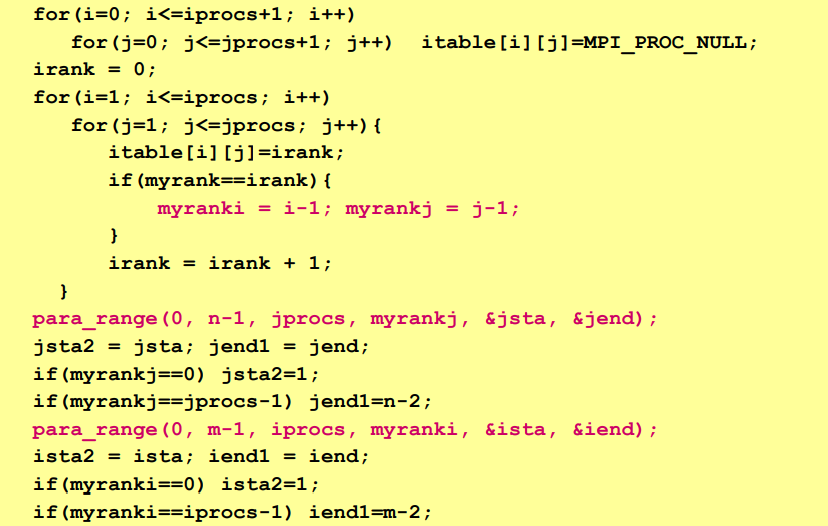 for(i=0; i<=iprocs+1; i++)
for(j=0; j<=jprocs+1; j++)  itable[i][j]=MPI_PROC_NULL;
irank = 0;
for(i=1; i<=iprocs; i++)
for(j=1; j<=jprocs; j++){
itable[i][j]=irank;
if(myrank==irank){
myranki = i-1; myrankj = j-1;
}
irank = irank + 1;
}
para_range(0, n-1, jprocs, myrankj, &jsta, &jend);
jsta2 = jsta; jend1 = jend;
if(myrankj==0) jsta2=1;
if(myrankj==jprocs-1) jend1=n-2;
para_range(0, m-1, iprocs, myranki, &ista, &iend);
ista2 = ista; iend1 = iend;
if(myranki==0) ista2=1;
if(myranki==iprocs-1) iend1=m-2;